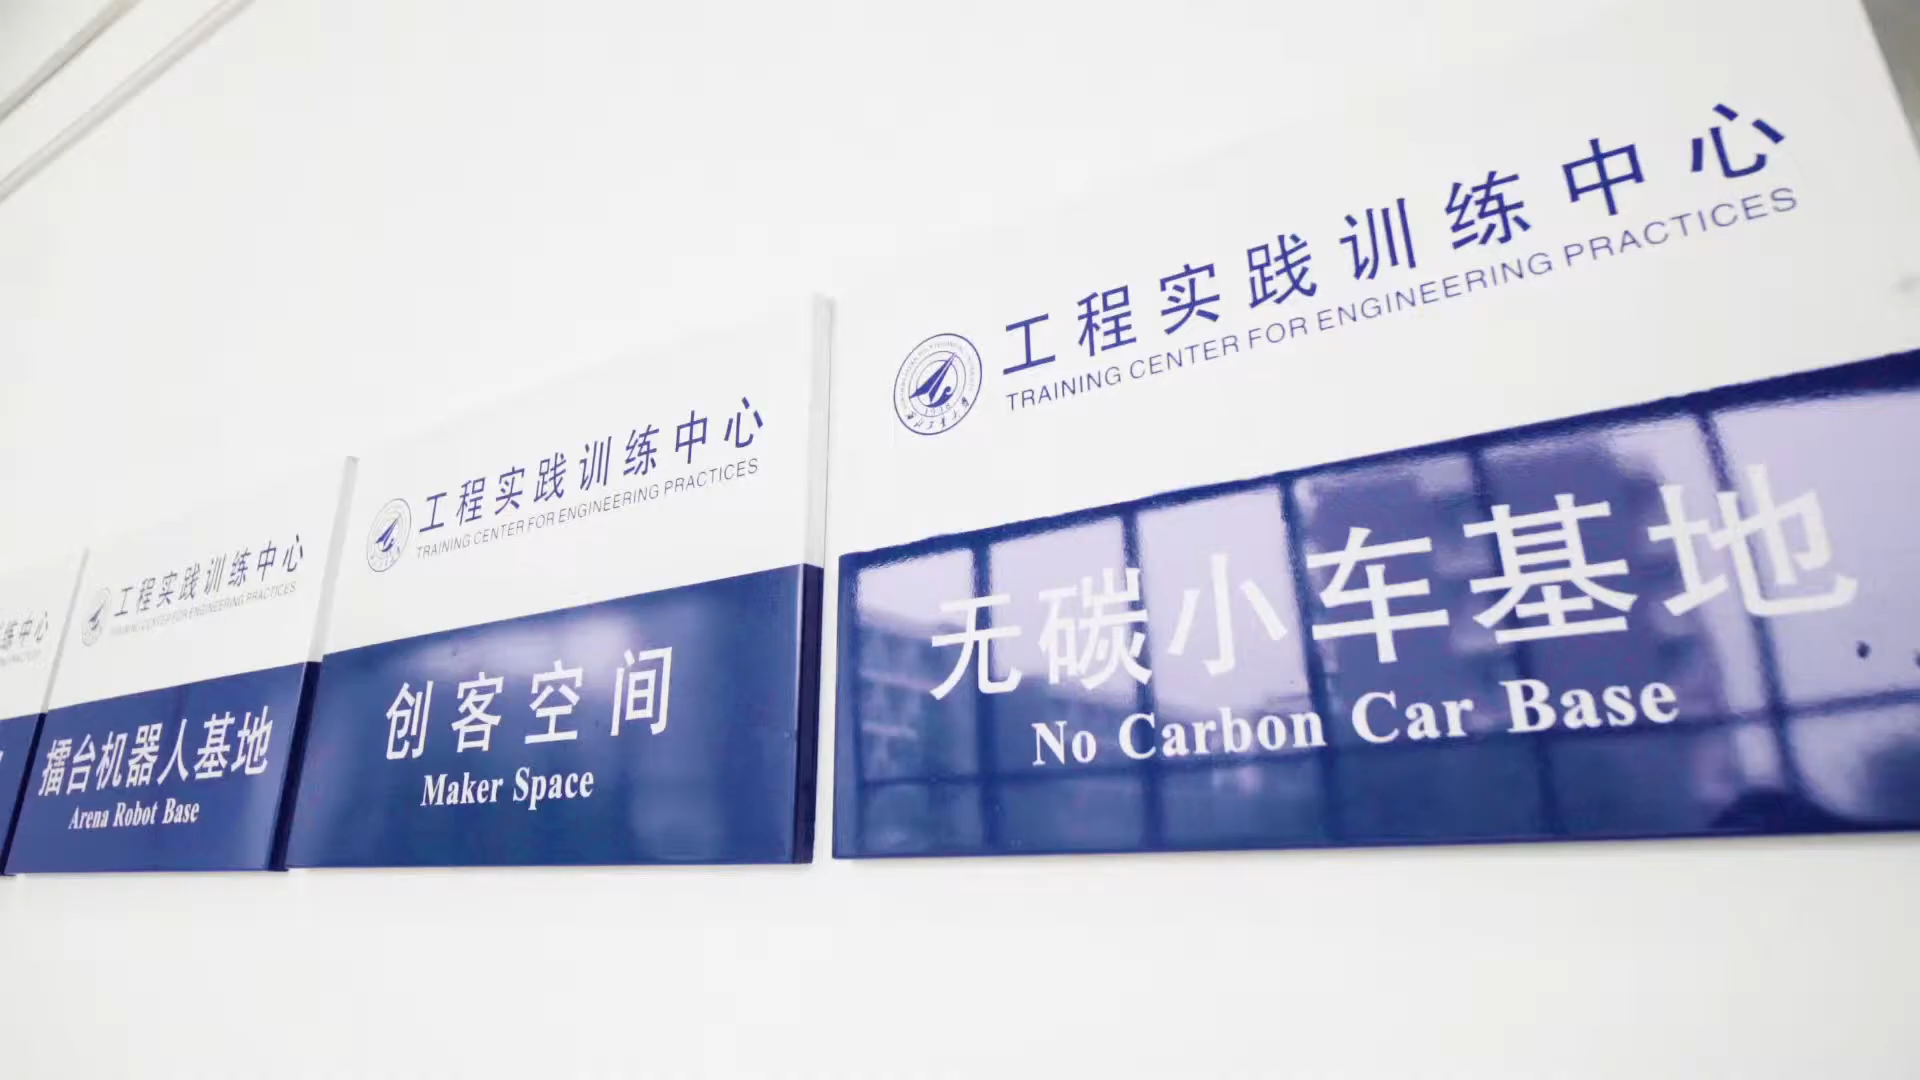 工程实践训练中心
TRAINING CENTER FOR ENGINEERING PRACTICES
无碳小车基地
No Carbon Car Base
工程实践训练中心
TRAINING CENTER FOR ENGINEERING PRACTICES
创客空间
Maker Space
工程实践训练中心
TRAINING CENTER FOR ENGINEERING PRACTICES
擂台机器人基地
Arena Robot Base
练中心